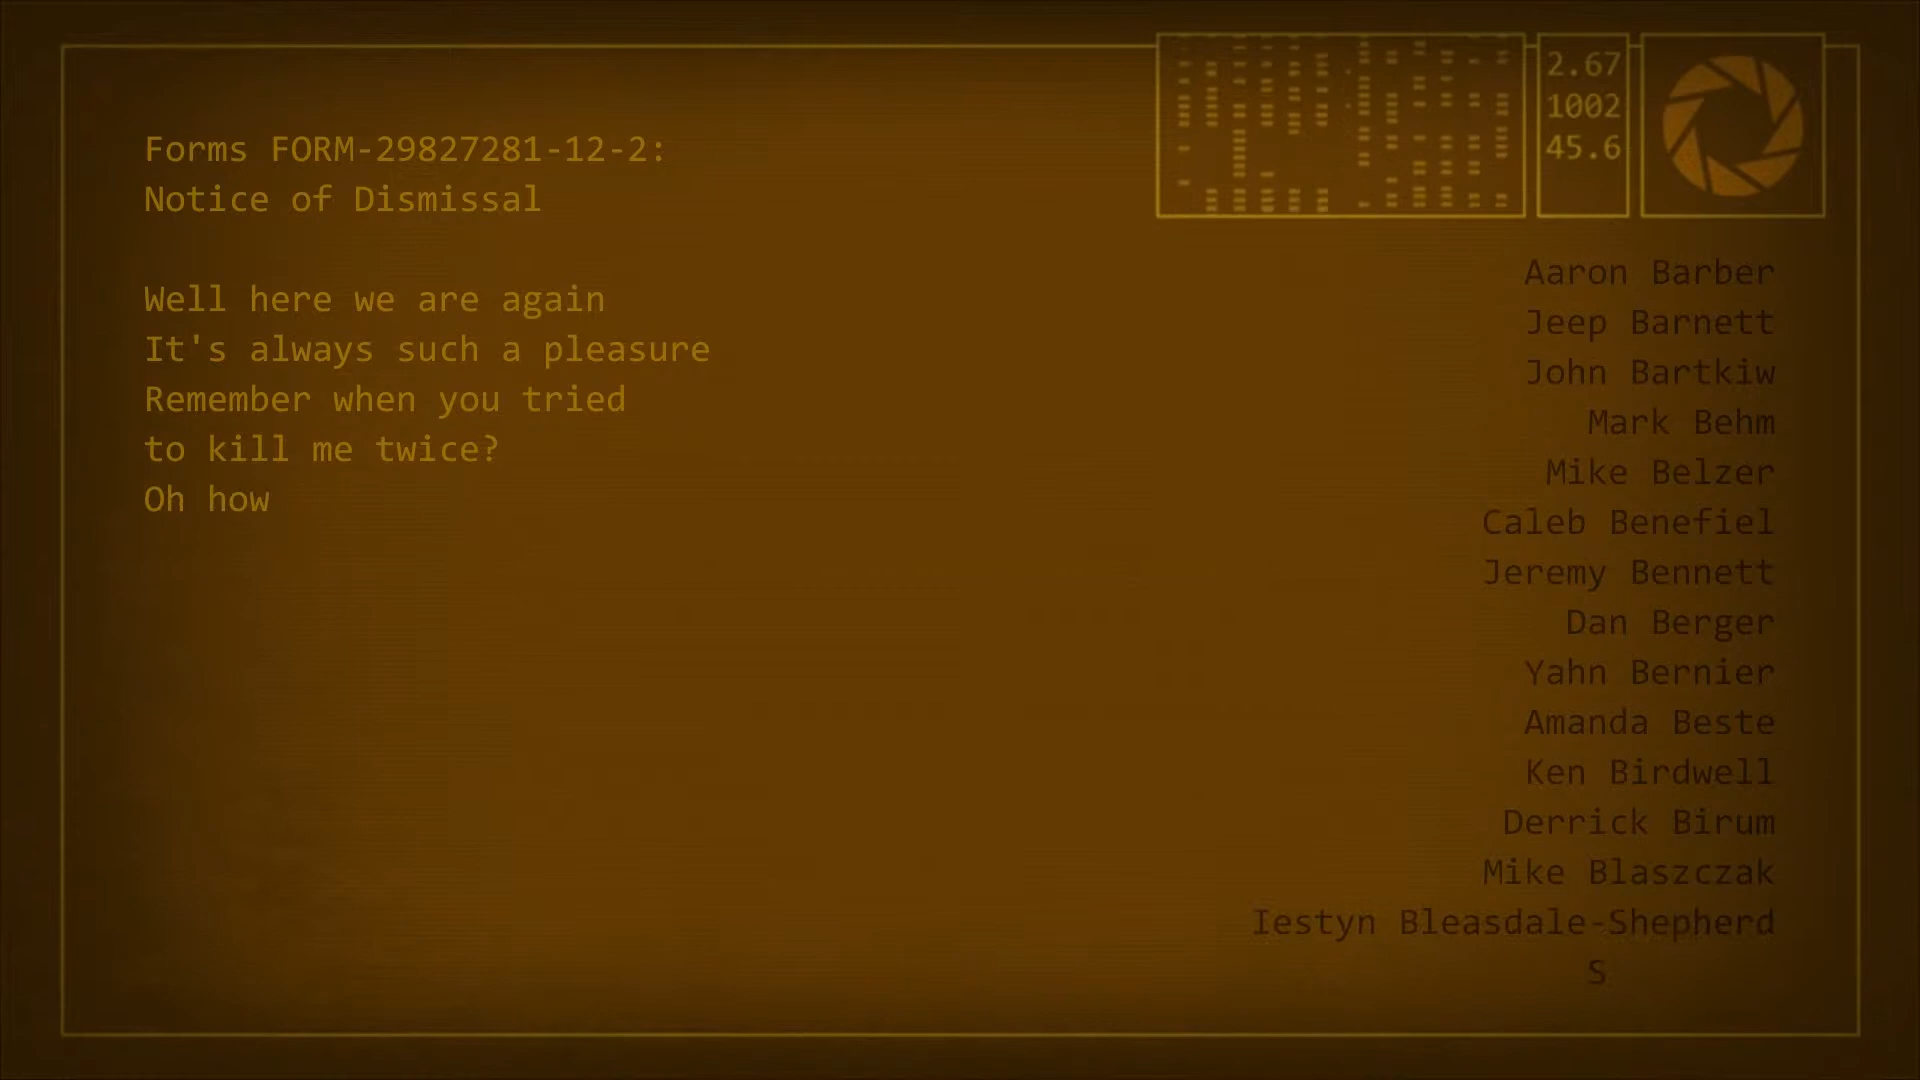 2.67
1002
45.6
Forms FORM-29827281-12-2:
Notice of Dismissal
Well here we are again
It's always such a pleasure
Remember when you tried
to kill me twice?
Oh how
Aaron Barber
Jeep Barnett
John Bartkiw
Mark Behm
Mike Belzer
Caleb Benefiel
Jeremy Bennett
Dan Berger
Yahn Bernier
Amanda Beste
Ken Birdwell
Derrick Birum
Mike Blaszczak
Iestyn Bleasdale-Shepherd
S